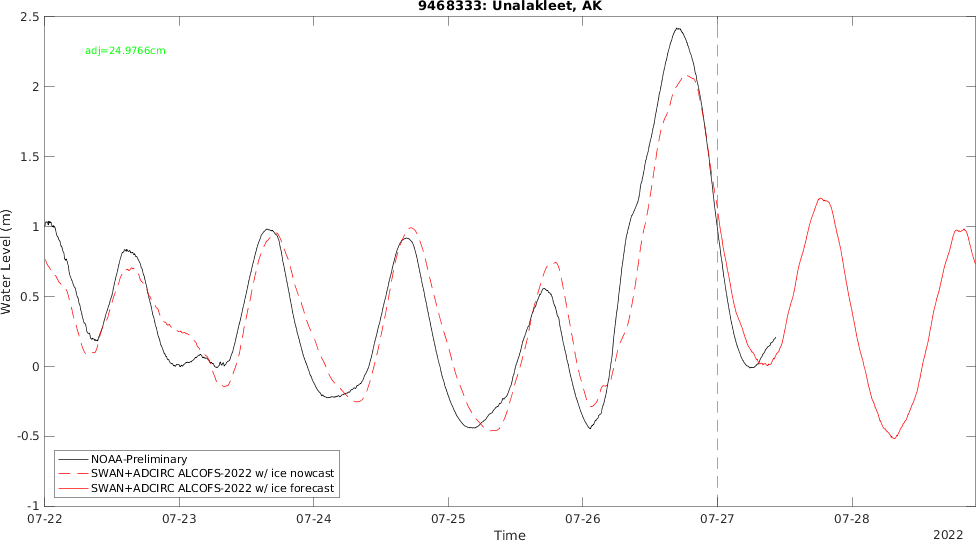 9468333: Unalakleet, AK
adj=24.9766cm
Water Level (m)
2.5
2
1.5
1
0.5
0
-0.5
-1
NOAA-Preliminary
SWAN+ADCIRC ALCOFS-2022 w/ ice nowcast
SWAN+ADCIRC ALCOFS-2022 w/ ice forecast
07-22 07-23 07-24 07-25 07-26 07-27 07-28
Time
2022